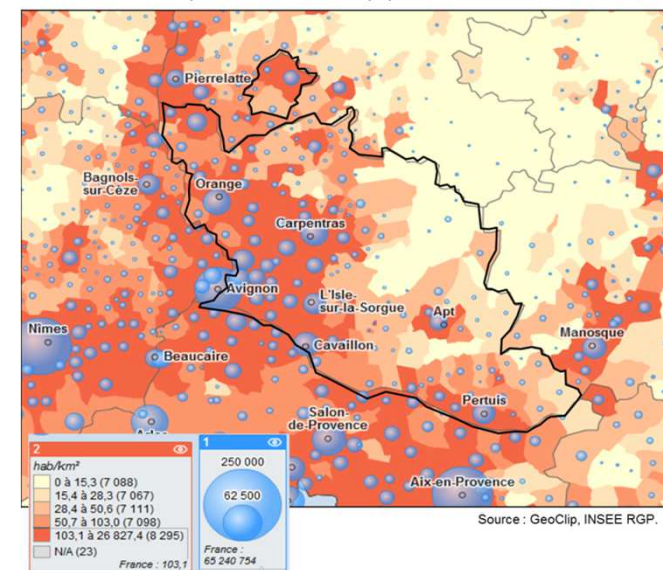 Pierrelatte
Bagnols-
sur-Cèze
Orange
Carpentras
Avignon
L'Isle-
sur-la-Sorgue
Apt
Nimes
Manosque
Beaucaire
Cavaillon
Pertuis
Salon-
de-Provence
Aix-en-Provence
2
hab/km²
0 à 15,3 (7 088)
15,4 à 28,3 (7 067)
28,4 à 50,6 (7 111)
50,7 à 103,0 (7 098)
103,1 à 26 827,4 (8 295)
N/A (23)
France : 103,1
1
250 000
62 500
France :
65 240 754
Source : GeoClip, INSEE RGP.